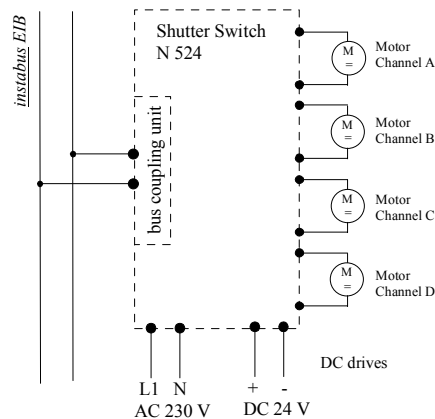 instabus EIB
Shutter Switch
N 524
bus coupling unit
M
=
Motor
Channel A
M
=
Motor
Channel B
M
=
Motor
Channel C
M
=
Motor
Channel D
DC drives
L1 N + -
AC 230 V DC 24 V